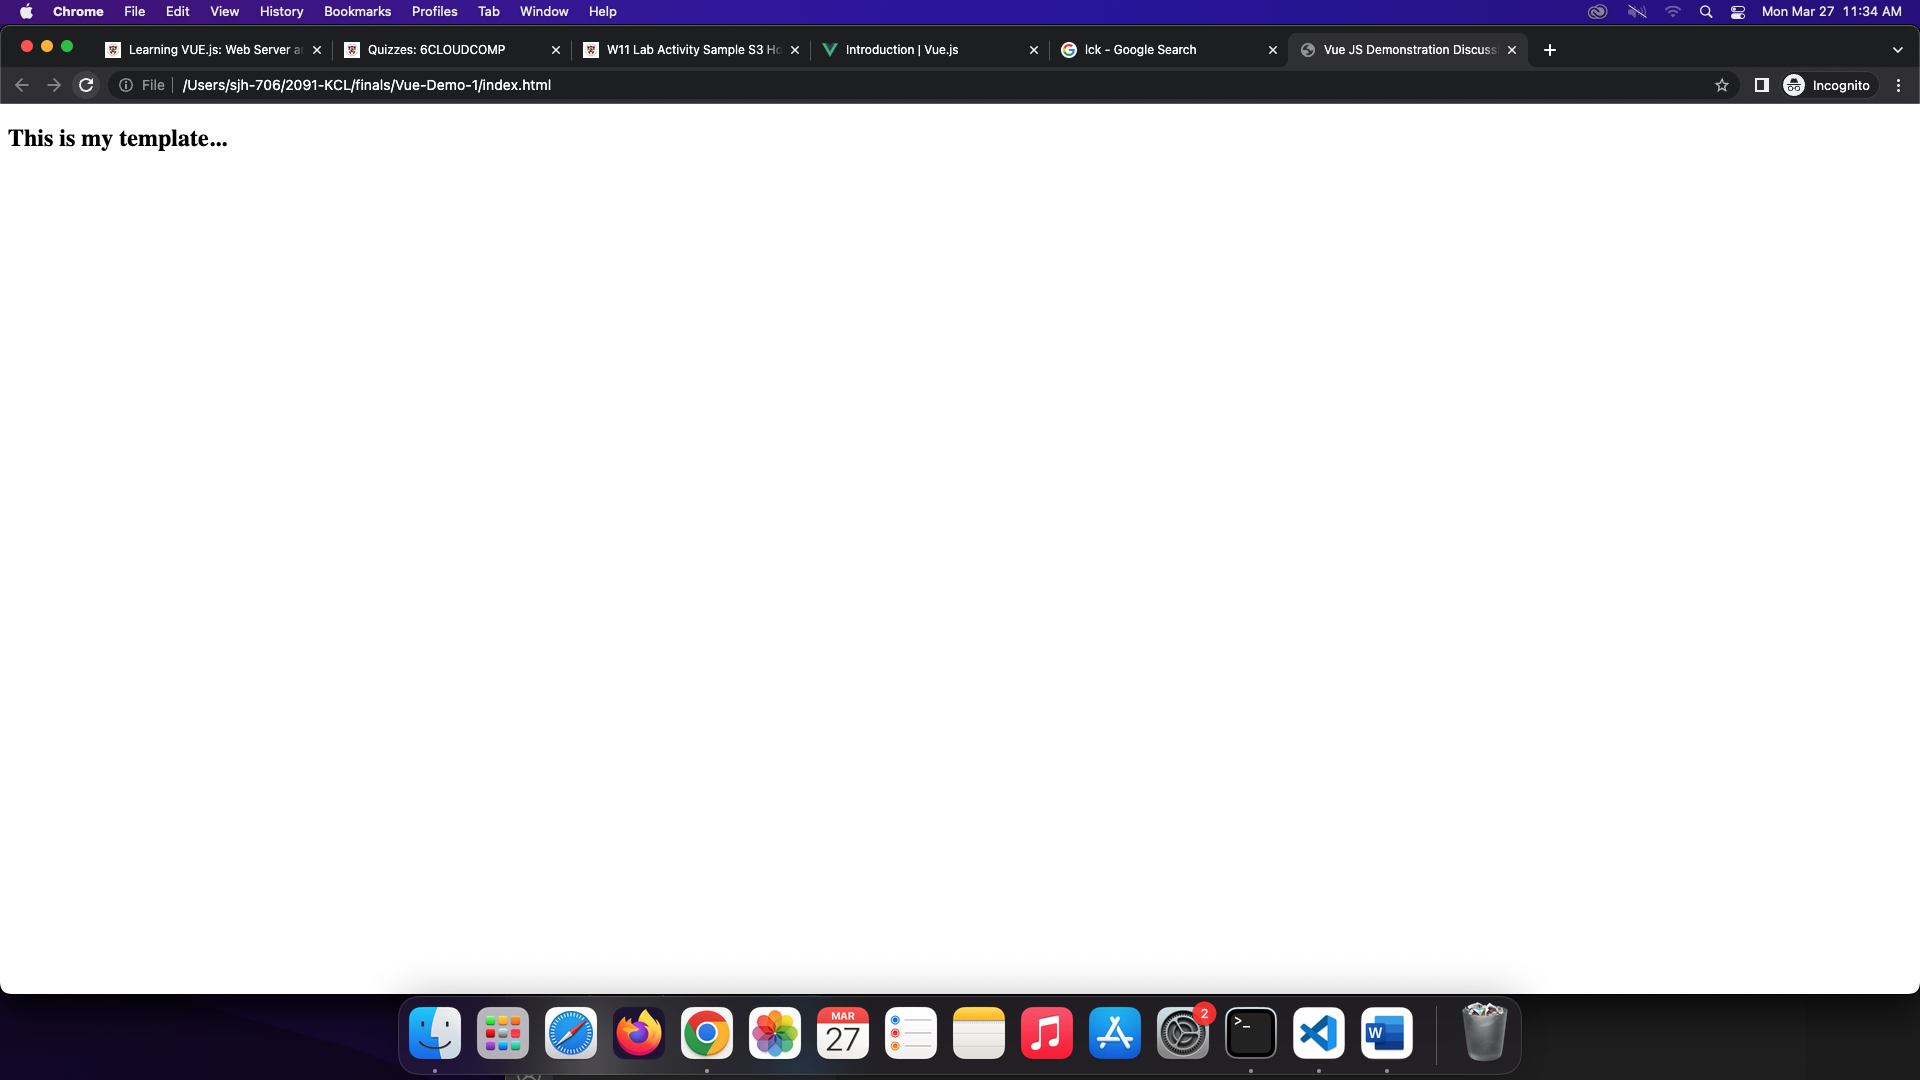 Chrome File Edit View History Bookmarks Profiles Tab Window Help Mon Mar 27 11:34 AM
Learning VUE.js: Web Server a Quizzes: 6CLOUDCOMP W11 Lab Activity Sample S3 Ho Introduction | Vue.js lck - Google Search Vue JS Demonstration Discuss
File /Users/sjh-706/2091-KCL/finals/Vue-Demo-1/index.html Incognito
This is my template...
MAR
27
2
>_
W